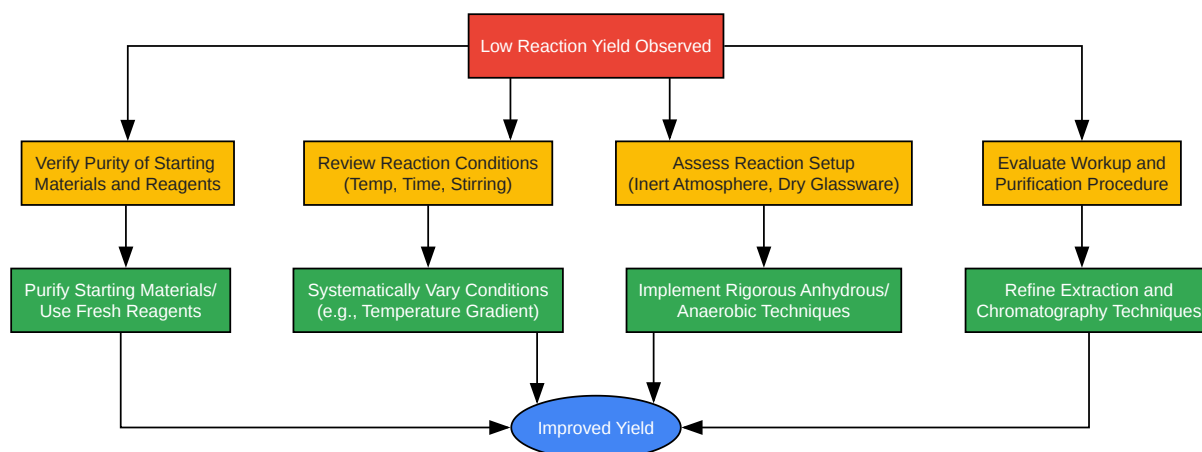 Low Reaction Yield Observed
Verify Purity of Starting
Materials and Reagents
Review Reaction Conditions
(Temp, Time, Stirring)
Assess Reaction Setup
(Inert Atmosphere, Dry Glassware)
Evaluate Workup and
Purification Procedure
Purify Starting Materials/
Use Fresh Reagents
Systematically Vary Conditions
(e.g., Temperature Gradient)
Implement Rigorous Anhydrous/
Anaerobic Techniques
Refine Extraction and
Chromatography Techniques
Improved Yield